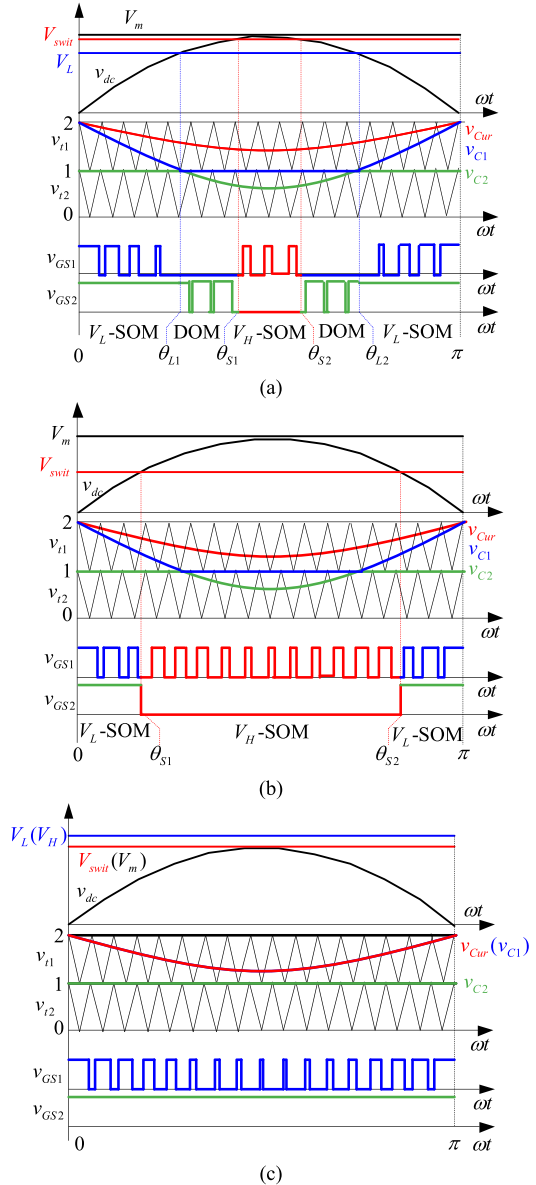 V_m
V_swit
V_L
v_dc
ωt
2
v_t1
v_Cur
v_C1
1
v_C2
v_t2
0
ωt
v_GS1
ωt
v_GS2
ωt
V_L-SOM DOM V_H-SOM DOM V_L-SOM
0 θ_L1 θ_S1 θ_S2 θ_L2 π
(a)
V_m
V_swit
v_dc
ωt
2
v_Cur
v_t1
v_C1
1
v_C2
v_t2
0
ωt
v_GS1
ωt
v_GS2
ωt
V_L-SOM V_H-SOM V_L-SOM
0 θ_S1 θ_S2 π
(b)
V_L(V_H)
V_swit(V_m)
v_dc
ωt
2
v_Cur(v_C1)
v_t1
1
v_C2
v_t2
0
ωt
v_GS1
ωt
v_GS2
0 π ωt
(c)